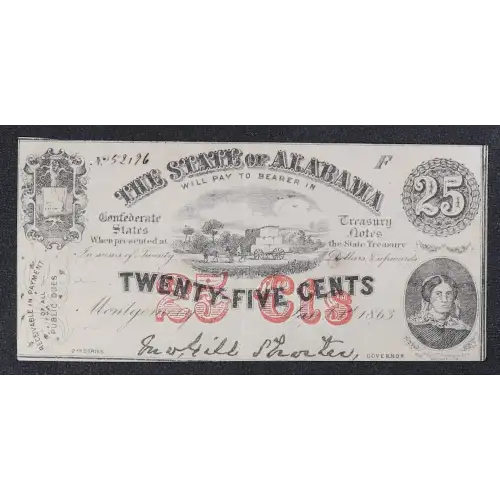 No 52196
F
THE STATE OF ALABAMA
WILL PAY TO BEARER IN
25
Confederate
States
Treasury
Notes
When presented at
the State Treasury
In sums of Twenty
Dollars & upwards
TWENTY-FIVE CENTS
25 Cts
Montgomery
1863
RECEIVABLE IN PAYMENT
OF ALL
PUBLIC DUES
2ND SERIES
Jno Gill Shorter,
GOVERNOR